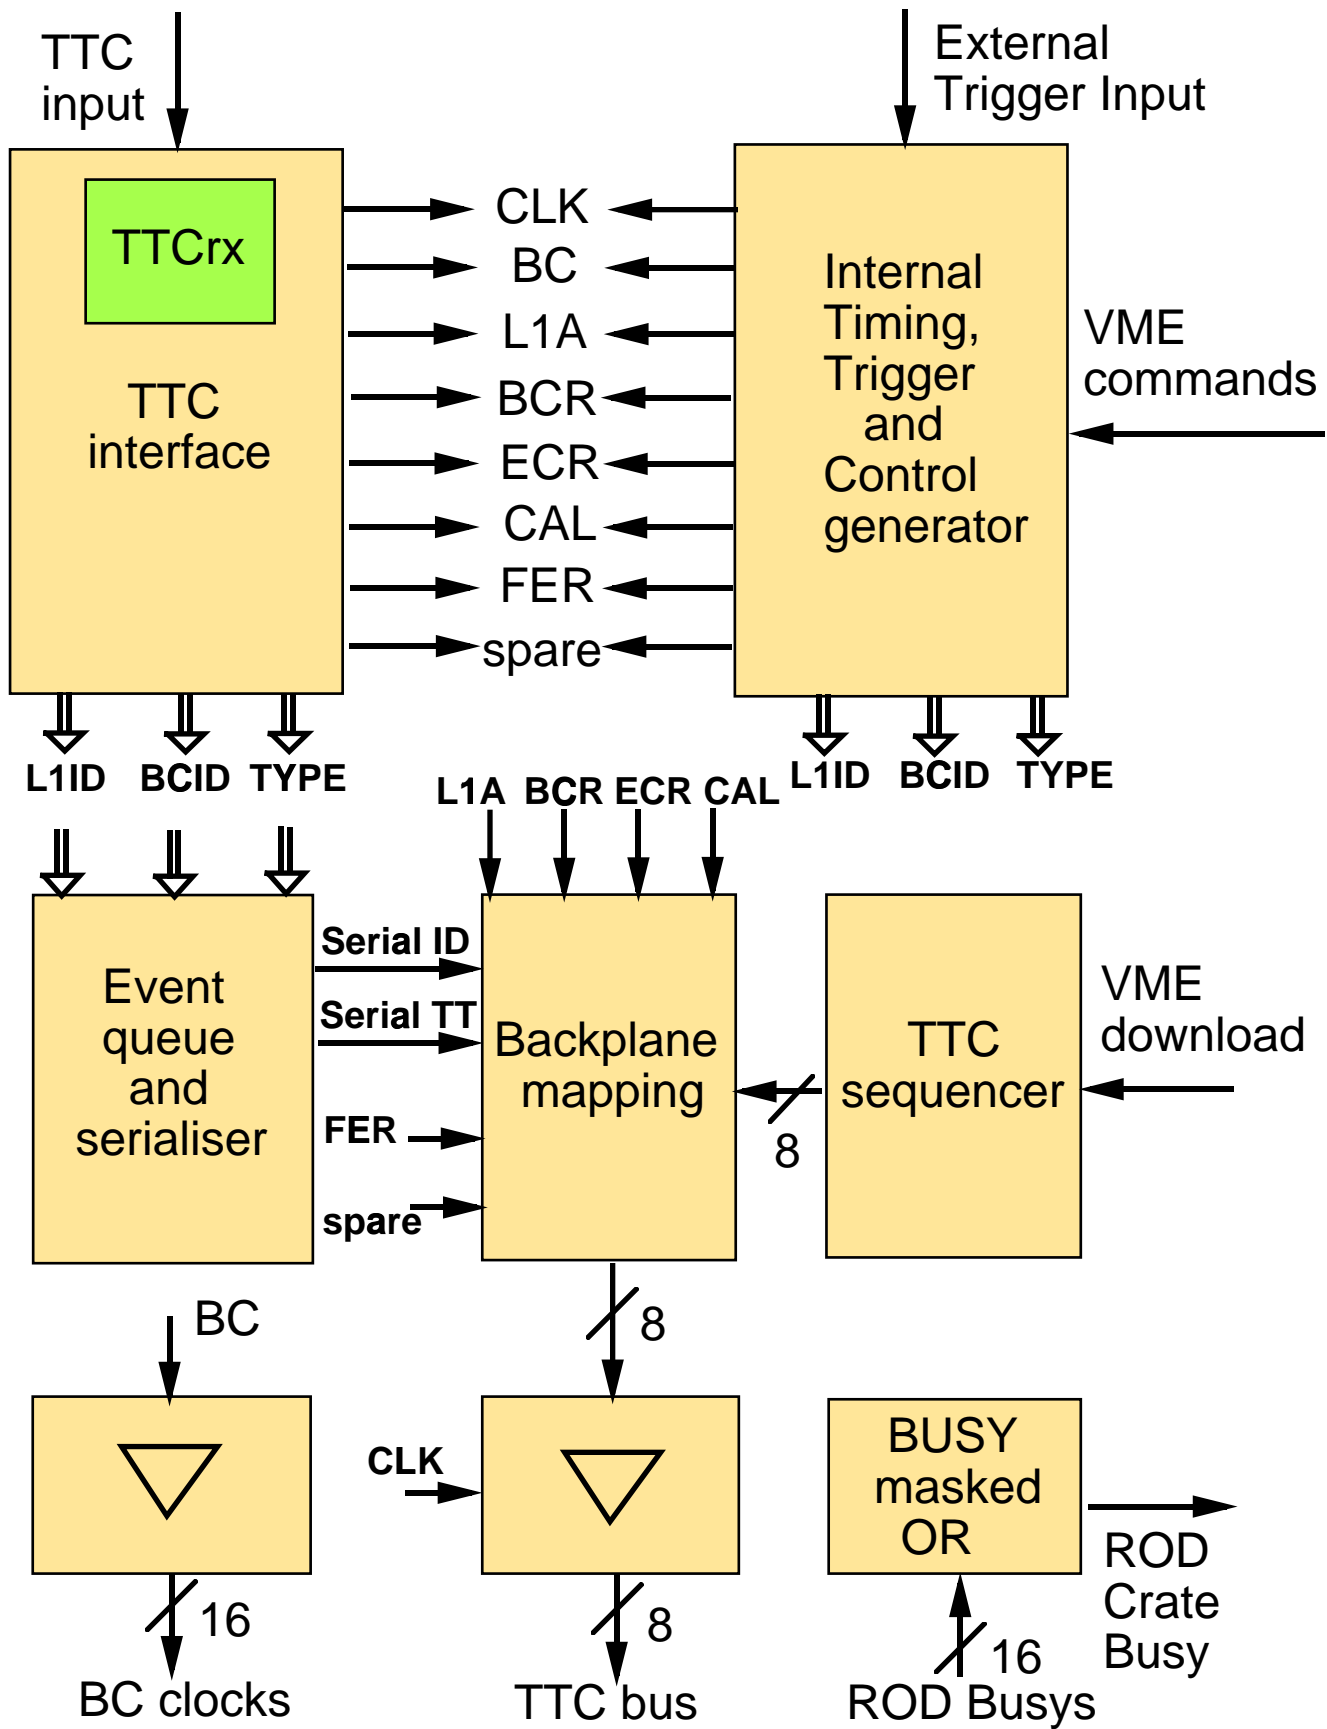 TTC
input
External
Trigger Input
TTCrx
TTC
interface
CLK
BC
L1A
BCR
ECR
CAL
FER
spare
Internal
Timing,
Trigger
and
Control
generator
VME
commands
L1ID BCID TYPE
L1ID BCID TYPE
L1A BCR ECR CAL
Event
queue
and
serialiser
Serial ID
Serial TT
FER
spare
Backplane
mapping
8
TTC
sequencer
VME
download
BC
8
CLK
BUSY
masked
OR
ROD
Crate
Busy
16
8
16
BC clocks
TTC bus
ROD Busys